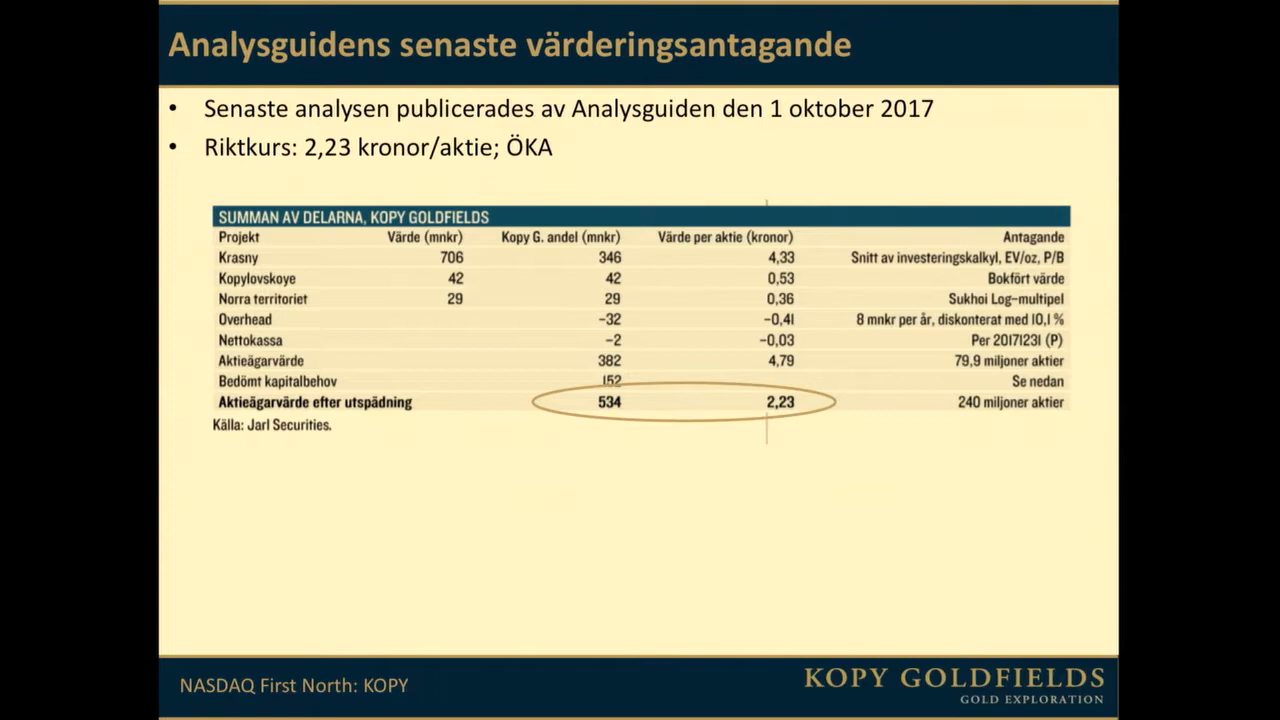 Analysguidens senaste värderingsantagande
• Senaste analysen publicerades av Analysguiden den 1 oktober 2017
• Riktkurs: 2,23 kronor/aktie; ÖKA
SUMMAN AV DELARNA, KOPY GOLDFIELDS
Projekt Värde (mnkr) Kopy G. andel (mnkr) Värde per aktie (kronor) Antagande
Krasny 706 346 4,33 Snitt av investeringskalkyl, EV/oz, P/B
Kopylovskoye 42 42 0,53 Bokfört värde
Norra territoriet 29 29 0,36 Sukhoi Log–multipel
Overhead –32 –0,41 8 mnkr per år, diskonterat med 10,1 %
Nettokassa –2 –0,03 Per 20171231 (P)
Aktieägarvärde 382 4,79 79,9 miljoner aktier
Bedömt kapitalbehov 152 Se nedan
Aktieägarvärde efter utspädning 534 2,23 240 miljoner aktier
Källa: Jarl Securities.
NASDAQ First North: KOPY
KOPY GOLDFIELDS
GOLD EXPLORATION